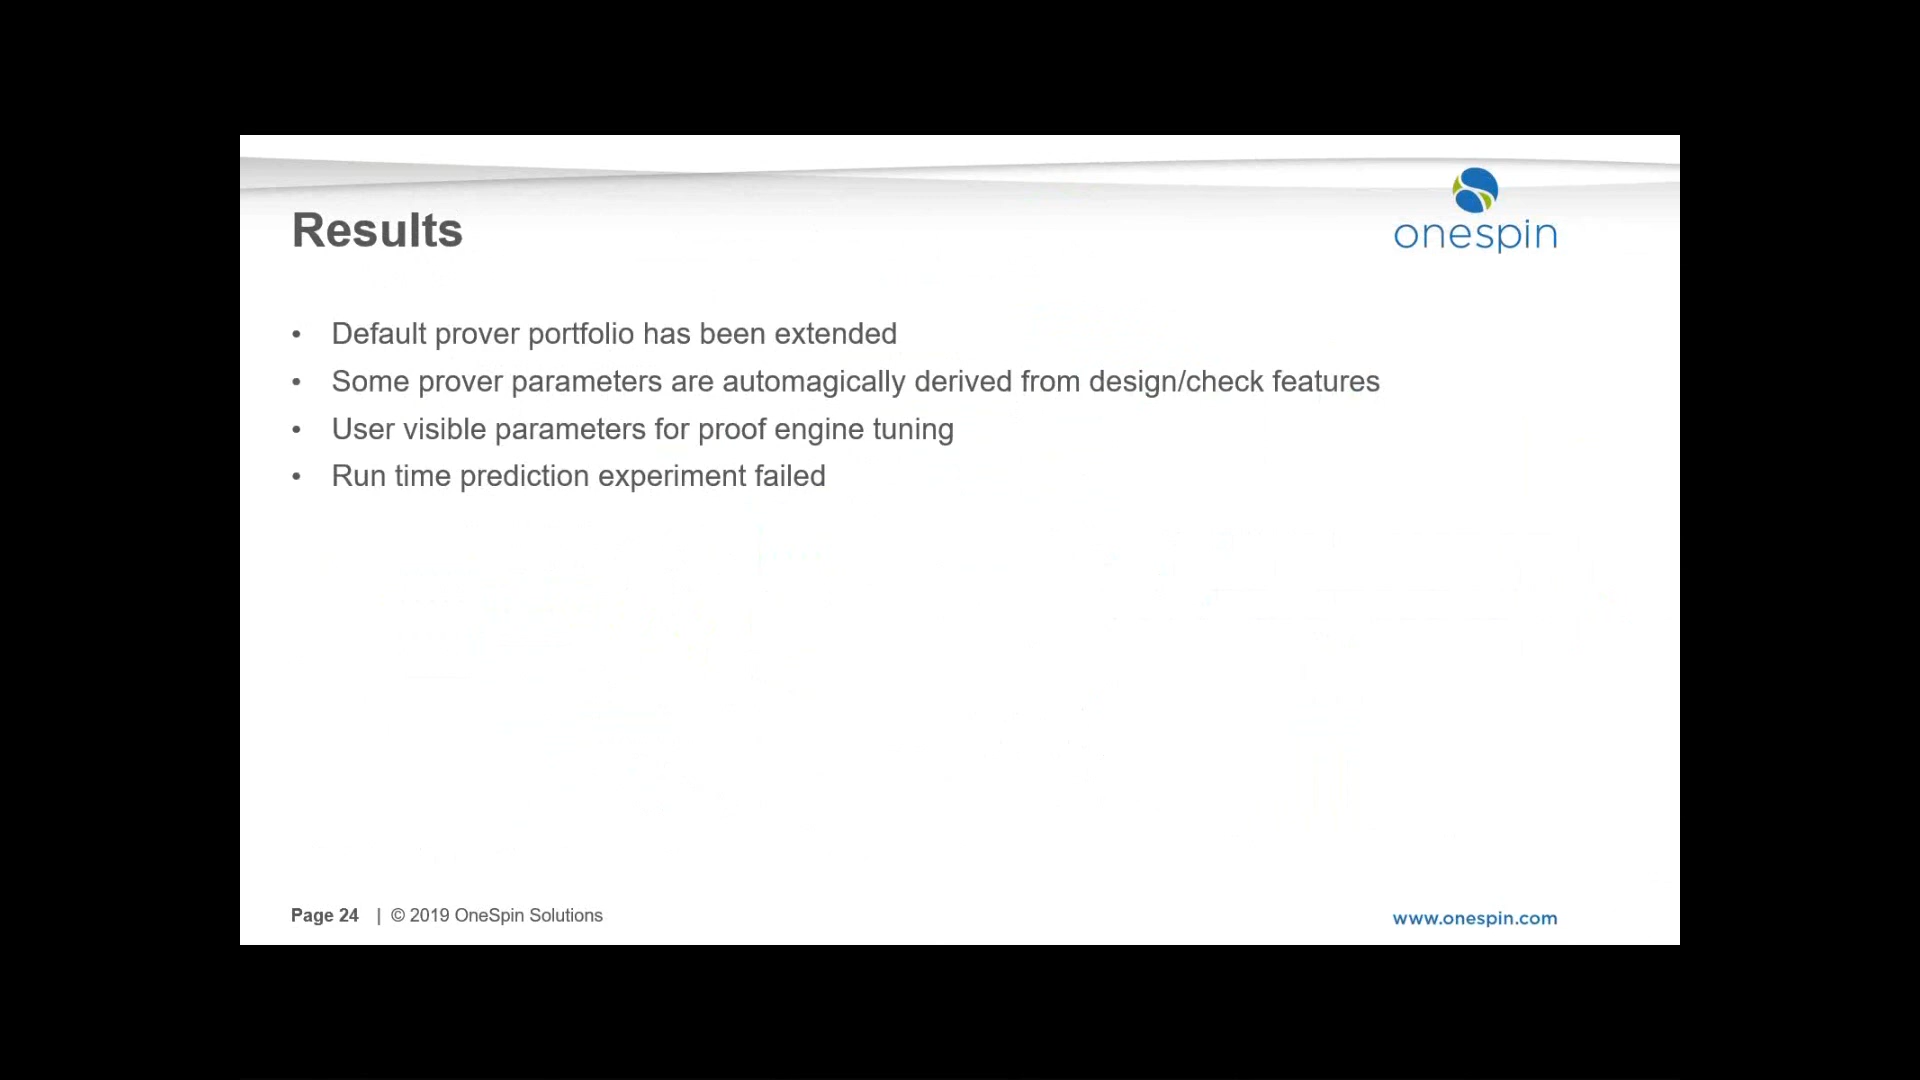 Results
onespin
• Default prover portfolio has been extended
• Some prover parameters are automagically derived from design/check features
• User visible parameters for proof engine tuning
• Run time prediction experiment failed
Page 24 | © 2019 OneSpin Solutions
www.onespin.com